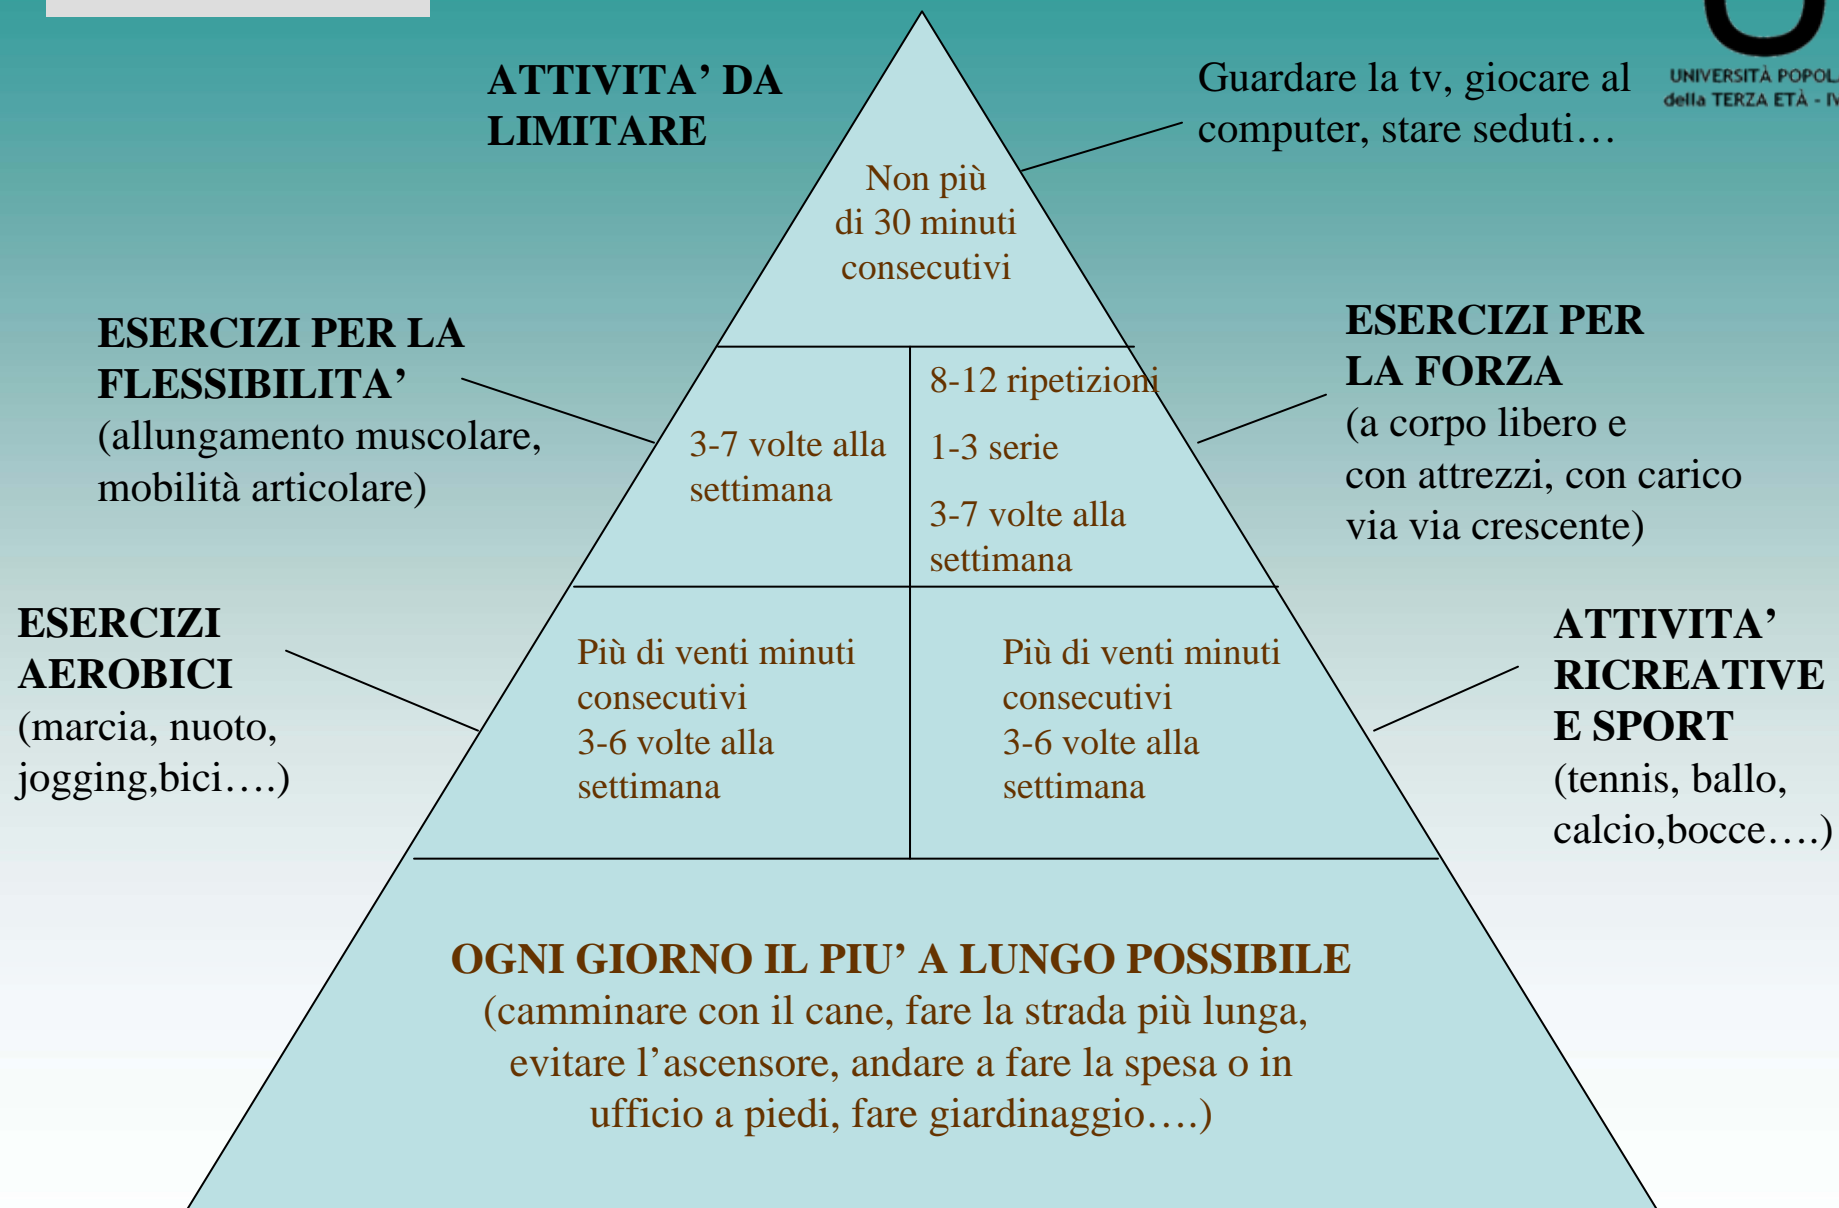 ATTIVITA’ DA
LIMITARE
Guardare la tv, giocare al
computer, stare seduti…
UNIVERSITÀ
della TERZA ETÀ -
Non più
di 30 minuti
consecutivi
ESERCIZI PER LA
FLESSIBILITA’
(allungamento muscolare,
mobilità articolare)
3-7 volte alla
settimana
8-12 ripetizioni
1-3 serie
3-7 volte alla
settimana
ESERCIZI PER
LA FORZA
(a corpo libero e
con attrezzi, con carico
via via crescente)
ESERCIZI
AEROBICI
(marcia, nuoto,
jogging,bici….)
Più di venti minuti
consecutivi
3-6 volte alla
settimana
Più di venti minuti
consecutivi
3-6 volte alla
settimana
ATTIVITA’
RICREATIVE
E SPORT
(tennis, ballo,
calcio,bocce….)
OGNI GIORNO IL PIU’ A LUNGO POSSIBILE
(camminare con il cane, fare la strada più lunga,
evitare l’ascensore, andare a fare la spesa o in
ufficio a piedi, fare giardinaggio….)